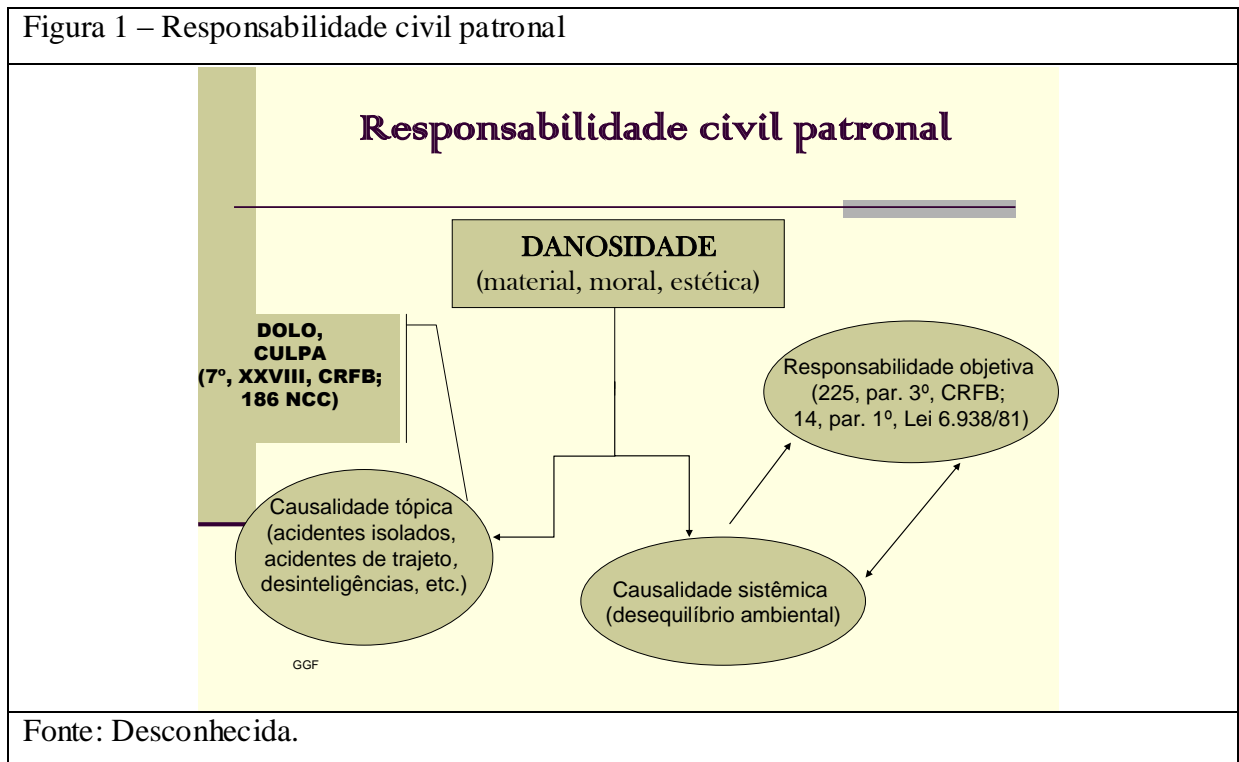 Figura 1 – Responsabilidade civil patronal
Responsabilidade civil patronal
DANOSIDADE
(material, moral, estética)
DOLO,
CULPA
(7º, XXVIII, CRFB;
186 NCC)
Responsabilidade objetiva
(225, par. 3º, CRFB;
14, par. 1º, Lei 6.938/81)
Causalidade tópica
(acidentes isolados,
acidentes de trajeto,
desinteligências, etc.)
Causalidade sistêmica
(desequilíbrio ambiental)
GGF
Fonte: Desconhecida.